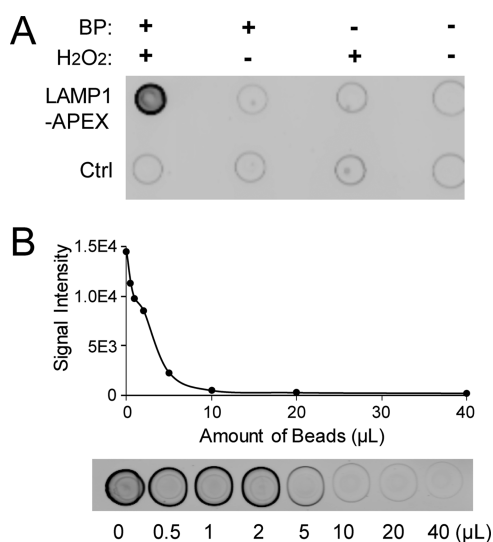 A
BP: + + - -
H2O2: + - + -
LAMP1
-APEX
Ctrl
B
1.5E4
1.0E4
5E3
0
Signal Intensity
0 10 20 30 40
Amount of Beads (µL)
0 0.5 1 2 5 10 20 40 (µL)